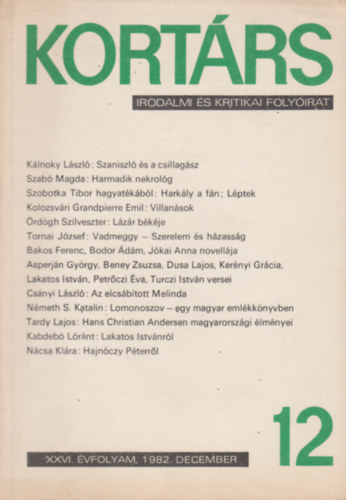 KORTÁRS
IRODALMI ÉS KRITIKAI FOLYÓIRAT
Kálnoky László: Szaniszló és a csillagász
Szabó Magda: Harmadik nekrológ
Szobotka Tibor hagyatékából: Harkály a fán; Léptek
Kolozsvári Grandpierre Emil: Villanások
Ördögh Szilveszter: Lázár békéje
Tornai József: Vadmeggy – Szerelem és házasság
Bakos Ferenc, Bodor Ádám, Jókai Anna novellája
Asperján György, Beney Zsuzsa, Dusa Lajos, Kerényi Grácia,
Lakatos István, Petrőczi Éva, Turczi István versei
Csányi László: Az elcsábított Melinda
Németh S. Katalin: Lomonoszov – egy magyar emlékkönyvben
Tardy Lajos: Hans Christian Andersen magyarországi élményei
Kabdebó Lóránt: Lakatos Istvánról
Nácsa Klára: Hajnóczy Péterről
12
XXVI. ÉVFOLYAM, 1982. DECEMBER